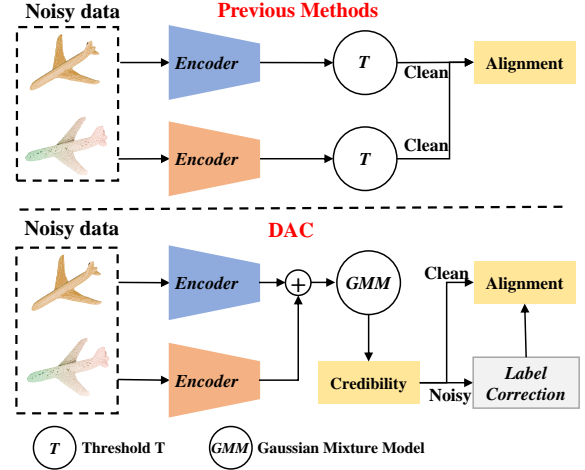 Previous Methods
Noisy data
Encoder
T
Clean
Alignment
Encoder
T
Clean
DAC
Noisy data
Encoder
+
GMM
Clean
Alignment
Encoder
Credibility
Noisy
Label
Correction
T Threshold T
GMM Gaussian Mixture Model